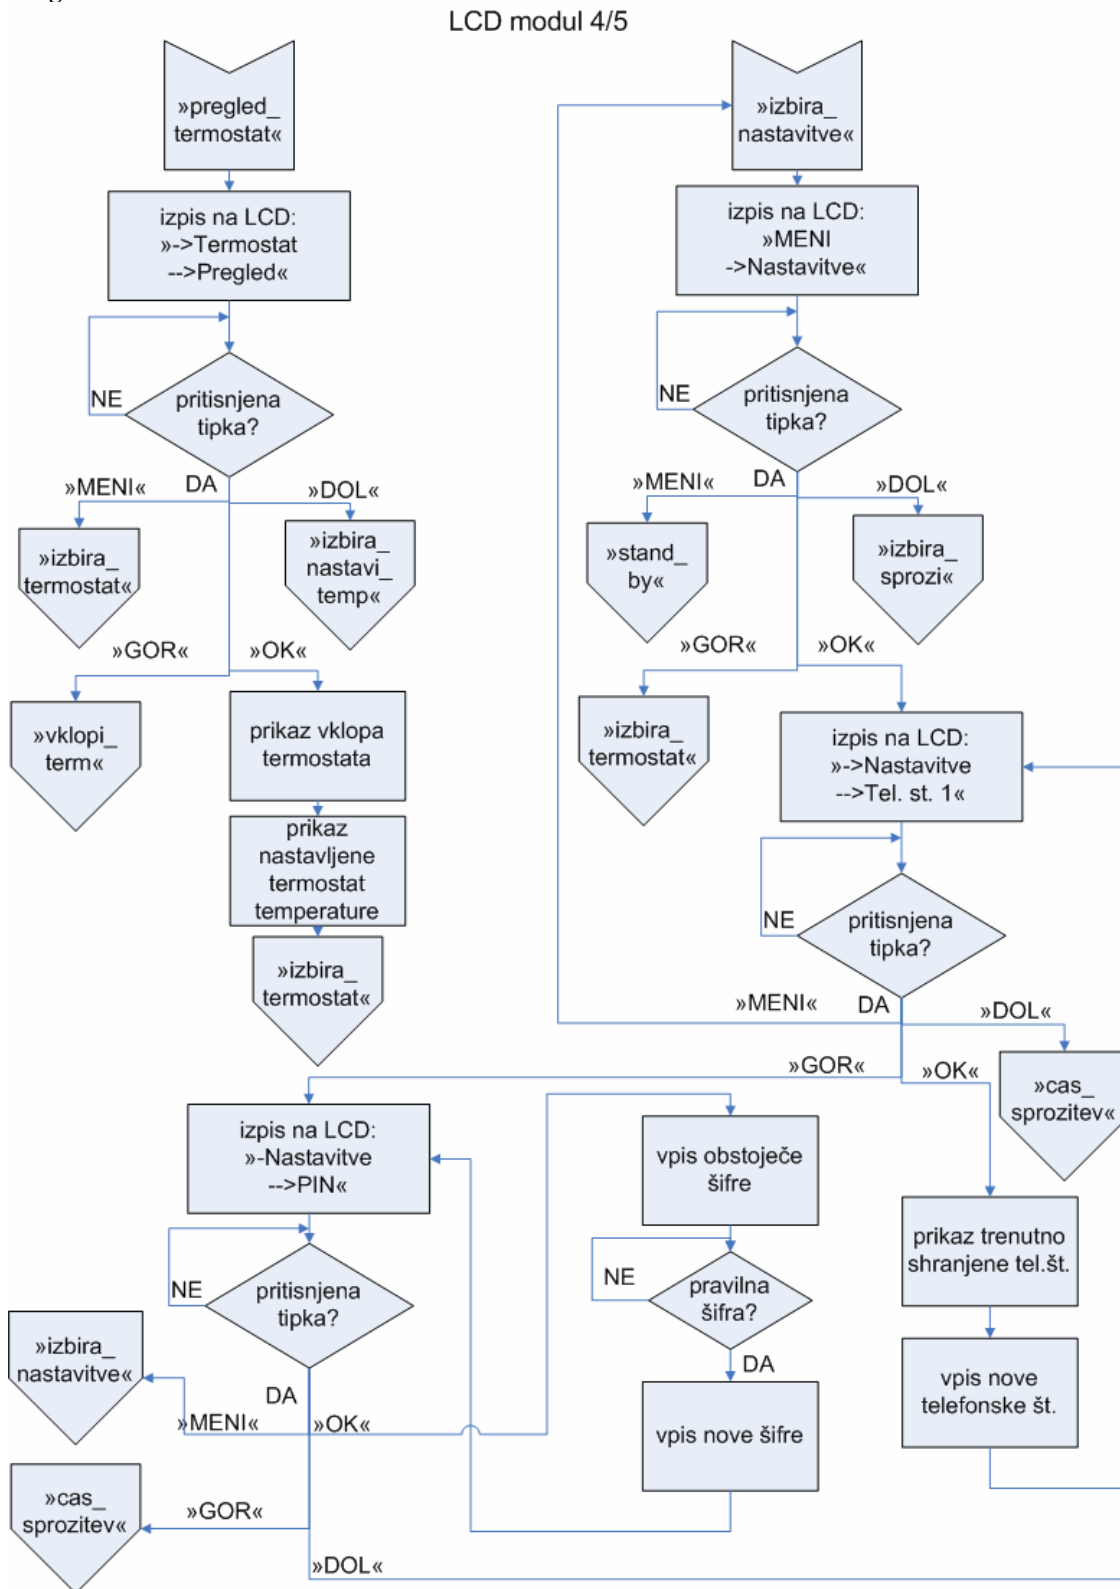 LCD modul 4/5
»pregled_
termostat«
izpis na LCD:
»->Termostat
-->Pregled«
NE
pritisnjena
tipka?
DA
»MENI«
»DOL«
»izbira_
termostat«
»izbira_
nastavi_
temp«
»GOR«
»OK«
»vklopi_
term«
prikaz vklopa
termostata
prikaz
nastavljene
termostat
temperature
»izbira_
termostat«
»izbira_
nastavitve«
izpis na LCD:
»MENI
->Nastavitve«
NE
pritisnjena
tipka?
DA
»MENI«
»DOL«
»stand_
by«
»izbira_
sprozi«
»GOR«
»OK«
»izbira_
termostat«
izpis na LCD:
»->Nastavitve
-->Tel. st. 1«
NE
pritisnjena
tipka?
DA
»MENI«
»DOL«
»GOR«
»OK«
»cas_
sprozitev«
prikaz trenutno
shranjene tel.št.
vpis nove
telefonske št.
izpis na LCD:
»-Nastavitve
-->PIN«
NE
pritisnjena
tipka?
DA
»izbira_
nastavitve«
»MENI«
»OK«
»cas_
sprozitev«
»GOR«
»DOL«
vpis obstoječe
šifre
NE
pravilna
šifra?
DA
vpis nove šifre